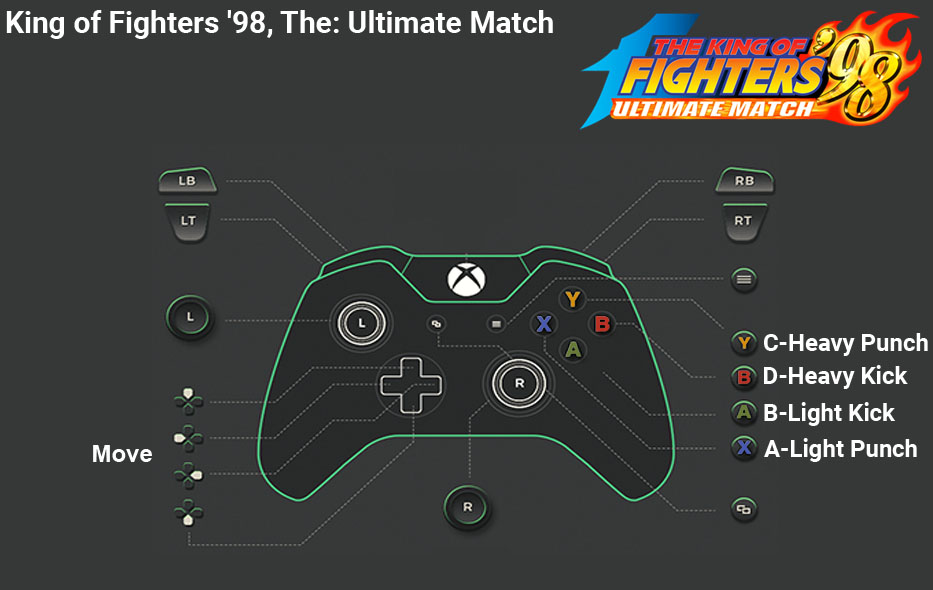 King of Fighters '98, The: Ultimate Match
THE KING OF
FIGHTERS '98
ULTIMATE MATCH
LB
RB
LT
RT
L
L
Y
X
B
A
R
Y C-Heavy Punch
B D-Heavy Kick
A B-Light Kick
X A-Light Punch
Move
R